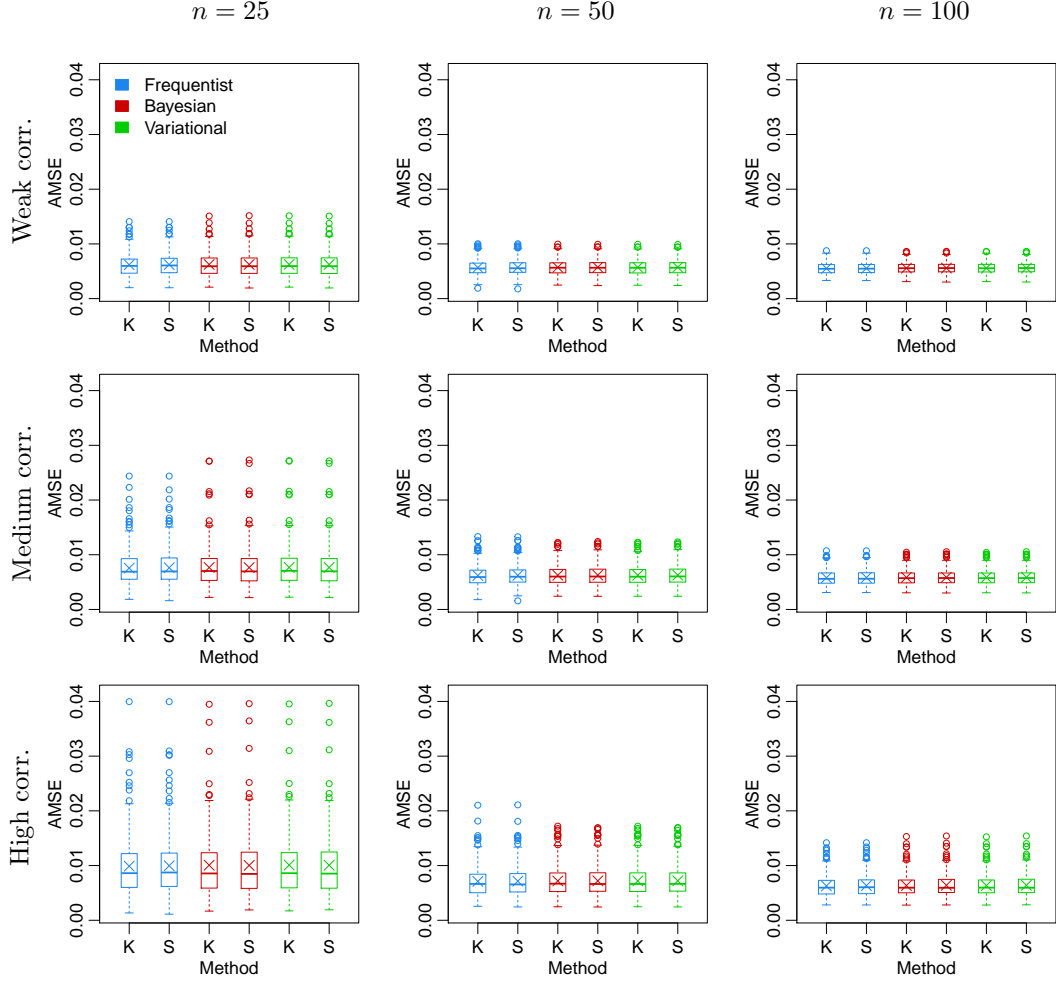 n = 25
n = 50
n = 100
Weak corr.
AMSE
0.00 0.01 0.02 0.03 0.04
Frequentist
Bayesian
Variational
K S K S K S
Method
AMSE
0.00 0.01 0.02 0.03 0.04
K S K S K S
Method
AMSE
0.00 0.01 0.02 0.03 0.04
K S K S K S
Method
Medium corr.
AMSE
0.00 0.01 0.02 0.03 0.04
K S K S K S
Method
AMSE
0.00 0.01 0.02 0.03 0.04
K S K S K S
Method
AMSE
0.00 0.01 0.02 0.03 0.04
K S K S K S
Method
High corr.
AMSE
0.00 0.01 0.02 0.03 0.04
K S K S K S
Method
AMSE
0.00 0.01 0.02 0.03 0.04
K S K S K S
Method
AMSE
0.00 0.01 0.02 0.03 0.04
K S K S K S
Method